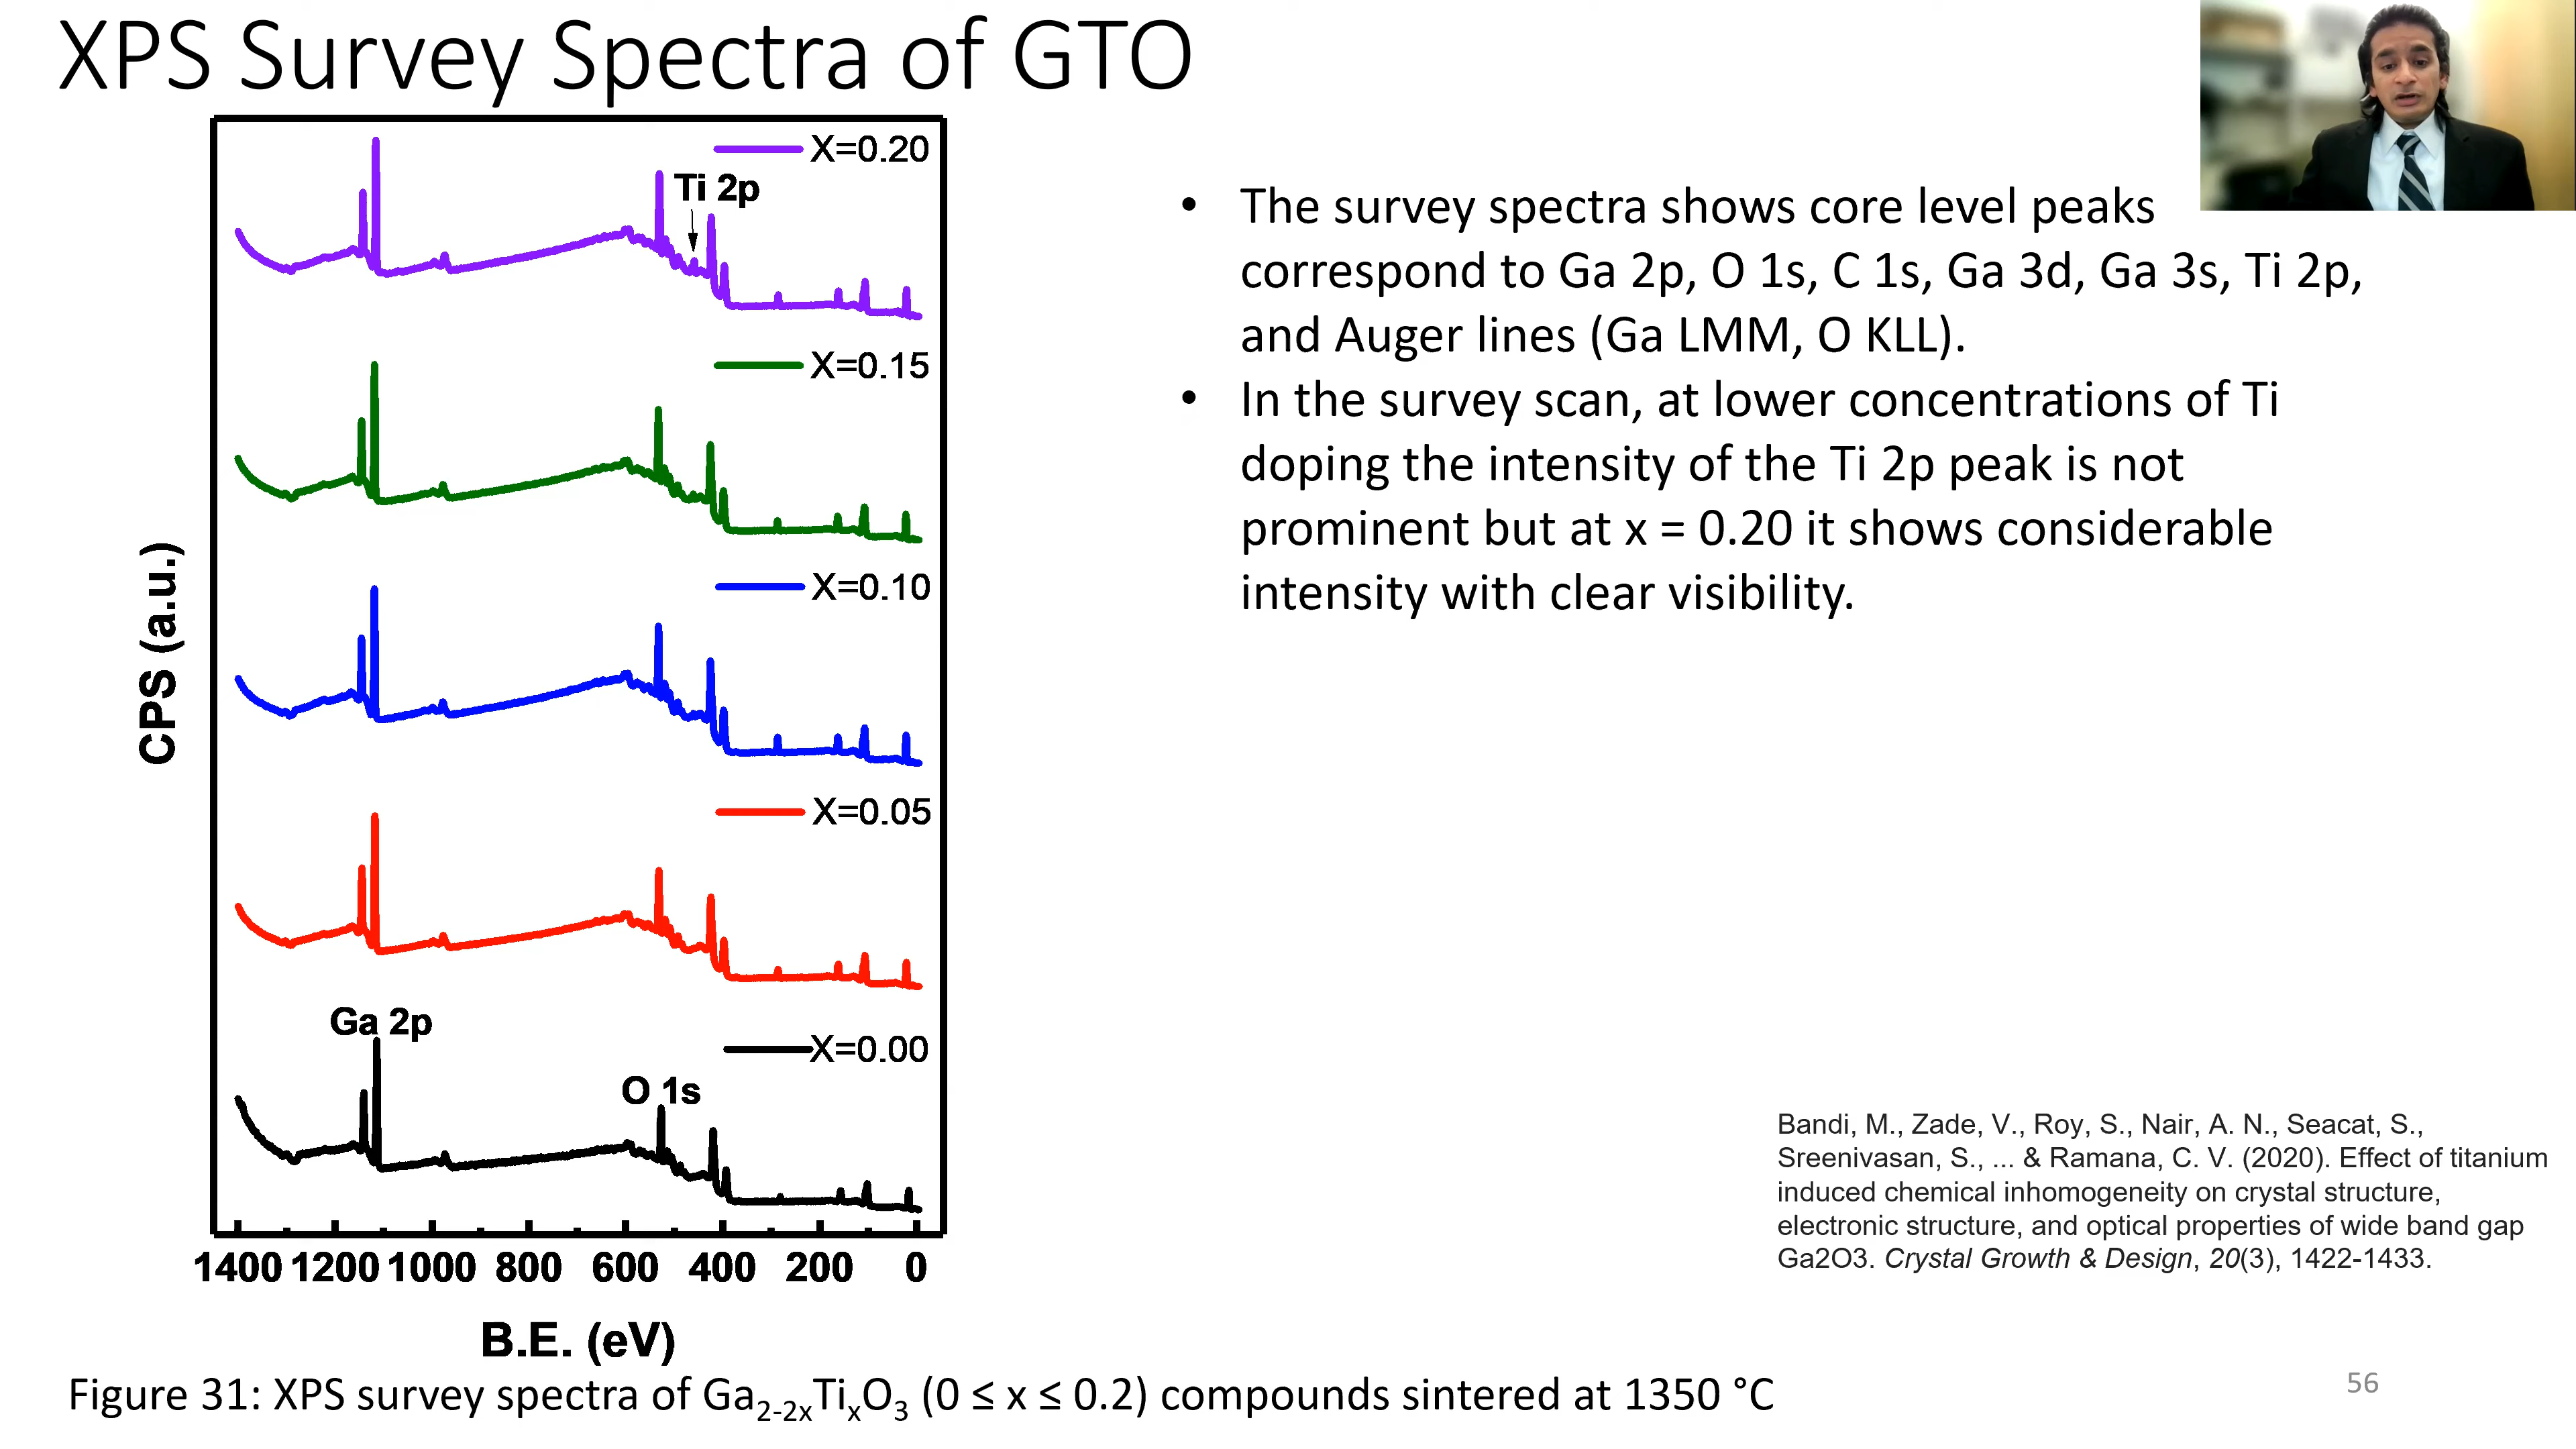 XPS Survey Spectra of GTO
X=0.20
Ti 2p
X=0.15
X=0.10
X=0.05
Ga 2p
X=0.00
O 1s
CPS (a.u.)
1400 1200 1000 800 600 400 200 0
B.E. (eV)
Figure 31: XPS survey spectra of Ga2-2xTixO3 (0 ≤ x ≤ 0.2) compounds sintered at 1350 °C
• The survey spectra shows core level peaks
correspond to Ga 2p, O 1s, C 1s, Ga 3d, Ga 3s, Ti 2p,
and Auger lines (Ga LMM, O KLL).
• In the survey scan, at lower concentrations of Ti
doping the intensity of the Ti 2p peak is not
prominent but at x = 0.20 it shows considerable
intensity with clear visibility.
Bandi, M., Zade, V., Roy, S., Nair, A. N., Seacat, S.,
Sreenivasan, S., ... & Ramana, C. V. (2020). Effect of titanium
induced chemical inhomogeneity on crystal structure,
electronic structure, and optical properties of wide band gap
Ga2O3. Crystal Growth & Design, 20(3), 1422-1433.
56